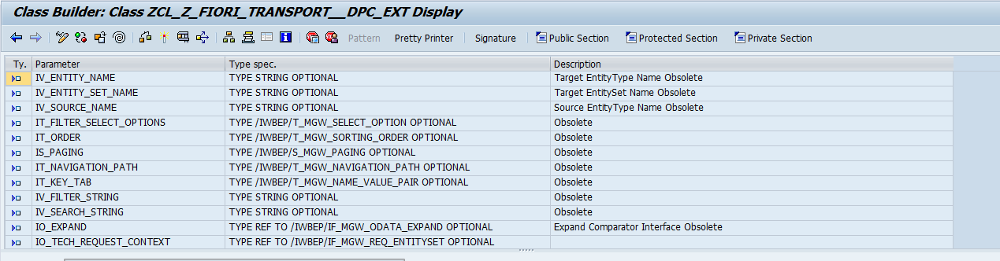 Class Builder: Class ZCL_Z_FIORI_TRANSPORT__DPC_EXT Display
Pattern Pretty Printer Signature Public Section Protected Section Private Section
Ty. Parameter Type spec. Description
IV_ENTITY_NAME TYPE STRING OPTIONAL Target EntityType Name Obsolete
IV_ENTITY_SET_NAME TYPE STRING OPTIONAL Target EntitySet Name Obsolete
IV_SOURCE_NAME TYPE STRING OPTIONAL Source EntityType Name Obsolete
IT_FILTER_SELECT_OPTIONS TYPE /IWBEP/T_MGW_SELECT_OPTION OPTIONAL Obsolete
IT_ORDER TYPE /IWBEP/T_MGW_SORTING_ORDER OPTIONAL Obsolete
IS_PAGING TYPE /IWBEP/S_MGW_PAGING OPTIONAL Obsolete
IT_NAVIGATION_PATH TYPE /IWBEP/T_MGW_NAVIGATION_PATH OPTIONAL Obsolete
IT_KEY_TAB TYPE /IWBEP/T_MGW_NAME_VALUE_PAIR OPTIONAL Obsolete
IV_FILTER_STRING TYPE STRING OPTIONAL Obsolete
IV_SEARCH_STRING TYPE STRING OPTIONAL Obsolete
IO_EXPAND TYPE REF TO /IWBEP/IF_MGW_ODATA_EXPAND OPTIONAL Expand Comparator Interface Obsolete
IO_TECH_REQUEST_CONTEXT TYPE REF TO /IWBEP/IF_MGW_REQ_ENTITYSET OPTIONAL